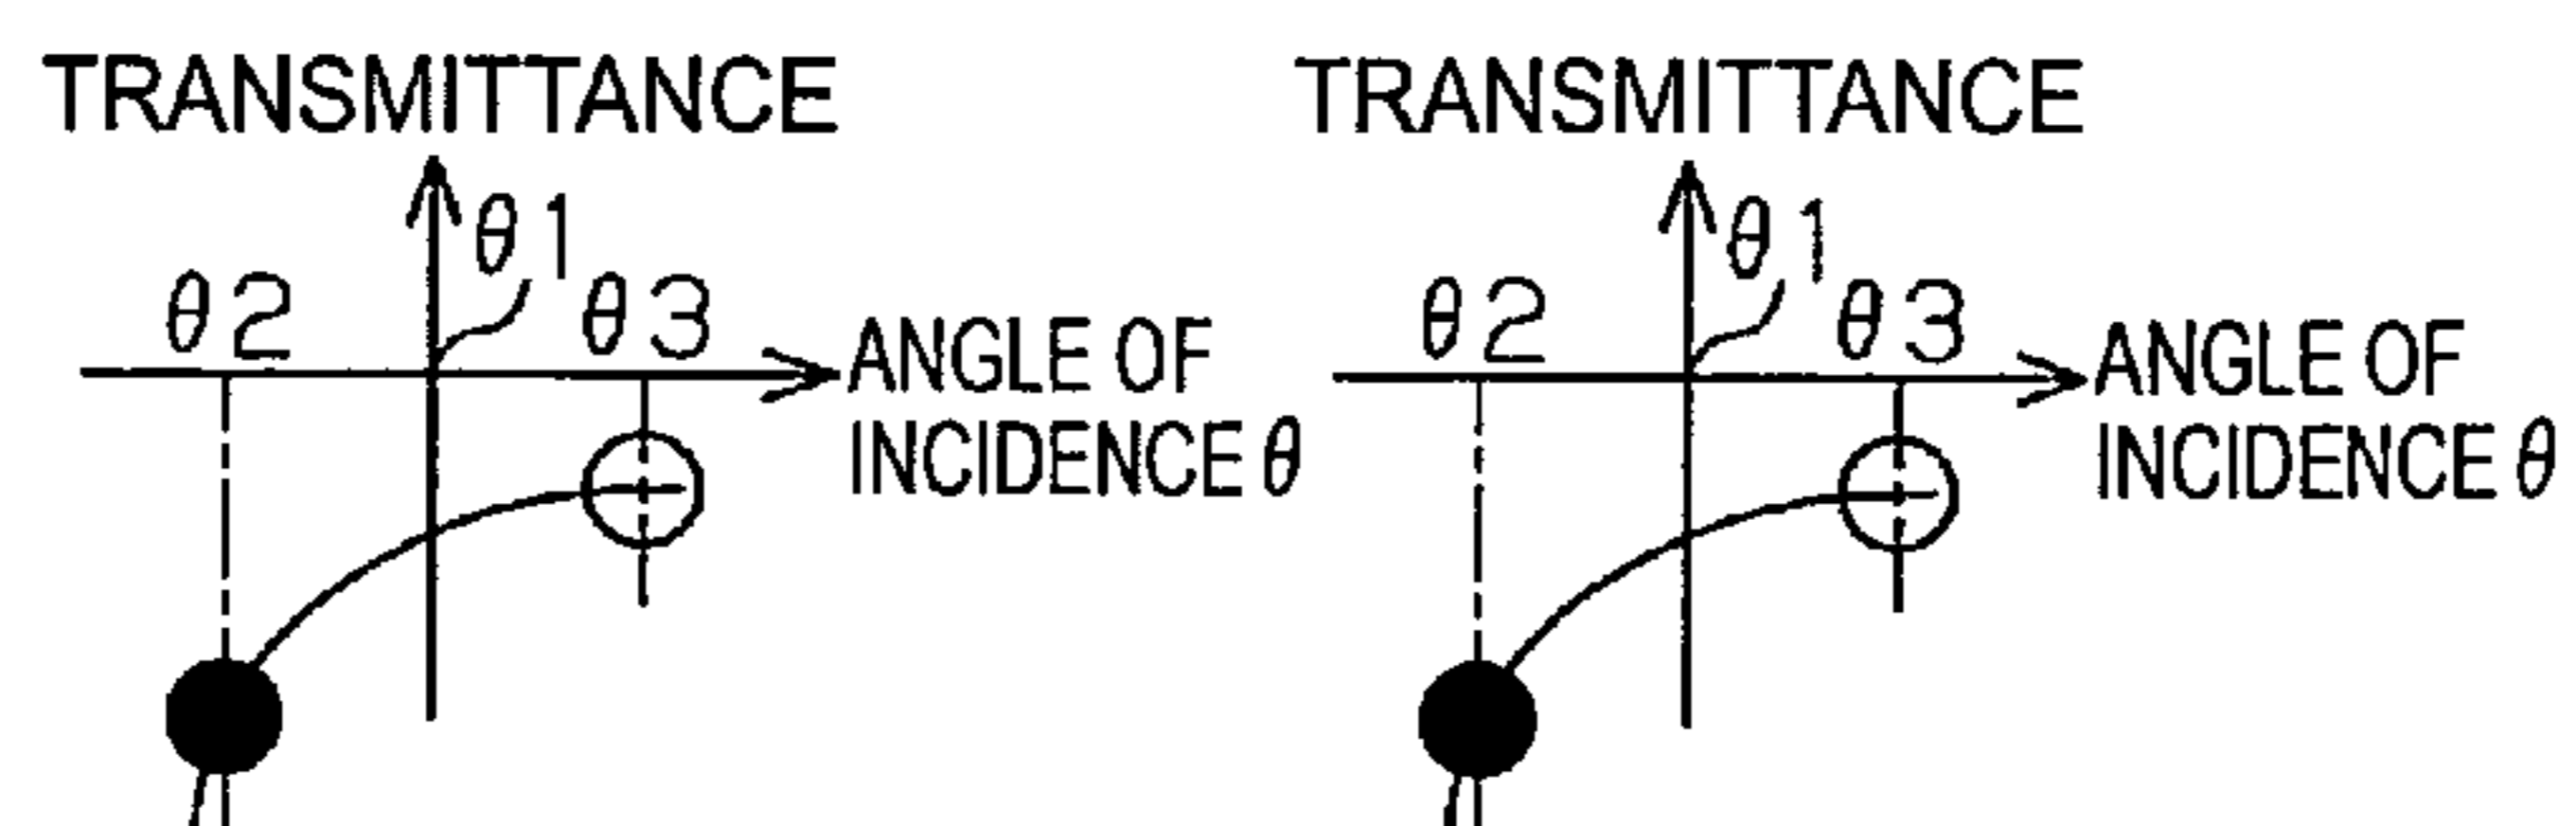 TRANSMITTANCE
θ1
θ2
θ3
ANGLE OF
INCIDENCE θ
TRANSMITTANCE
θ1
θ2
θ3
ANGLE OF
INCIDENCE θ